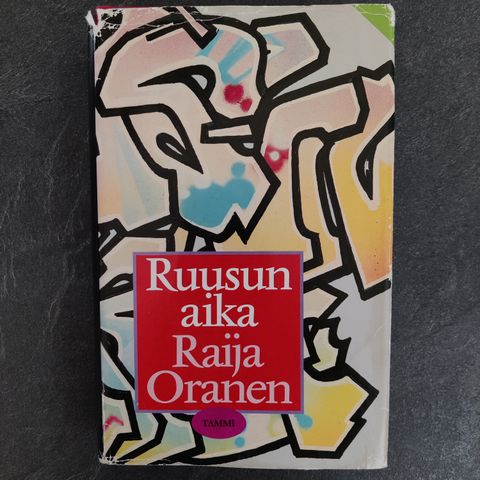 Ruusun
aika
Raija
Oranen
TAMMI